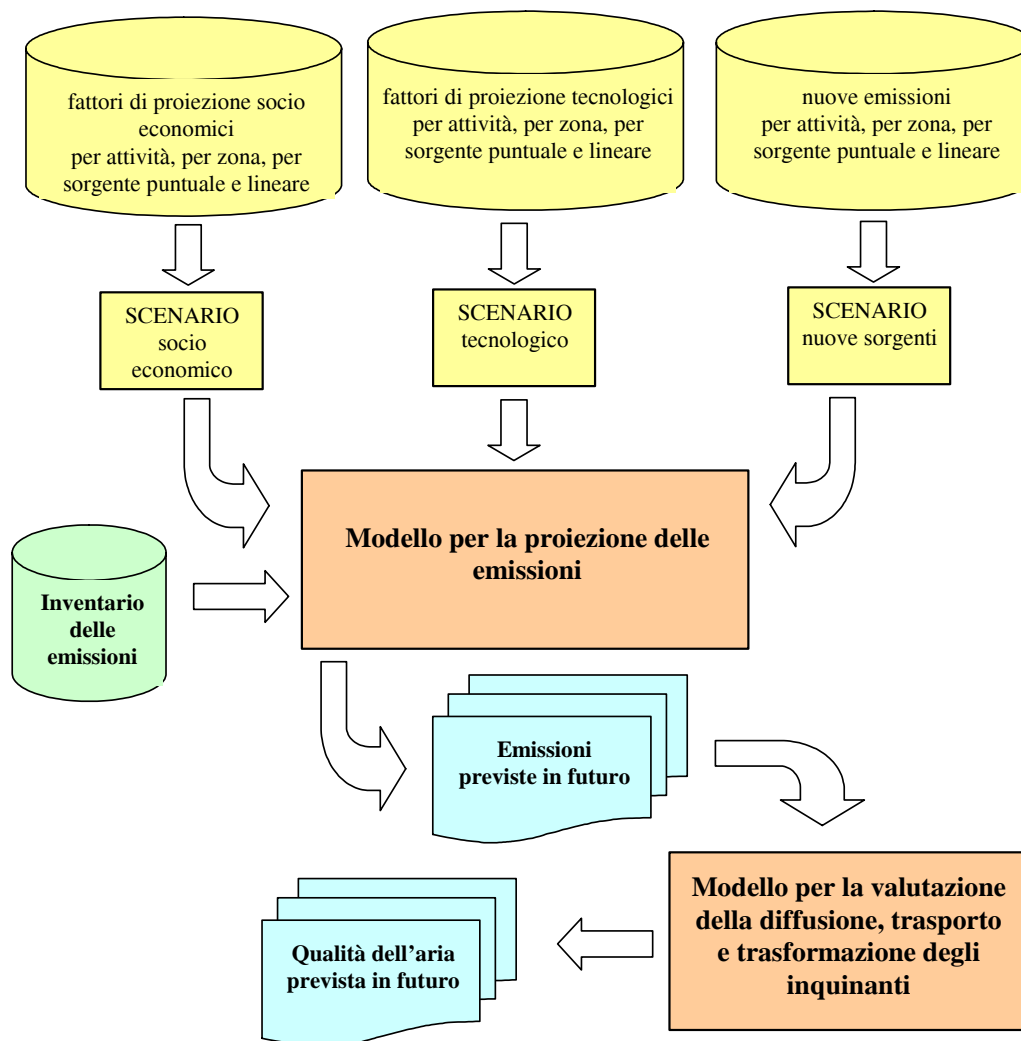 fattori di proiezione socio
economici
per attività, per zona, per
sorgente puntuale e lineare
fattori di proiezione tecnologici
per attività, per zona, per
sorgente puntuale e lineare
nuove emissioni
per attività, per zona, per
sorgente puntuale e lineare
SCENARIO
socio
economico
SCENARIO
tecnologico
SCENARIO
nuove sorgenti
Modello per la proiezione delle
emissioni
Inventario
delle
emissioni
Emissioni
previste in futuro
Modello per la valutazione
della diffusione, trasporto
e trasformazione degli
inquinanti
Qualità dell'aria
prevista in futuro